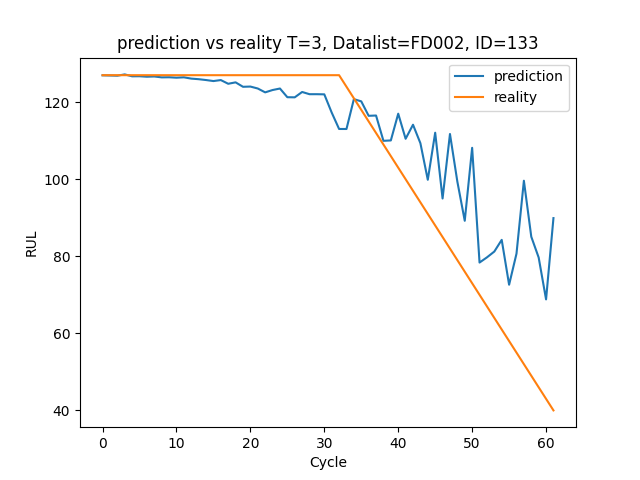 prediction vs reality T=3, Datalist=FD002, ID=133
prediction
reality
RUL
120
100
80
60
40
0 10 20 30 40 50 60
Cycle